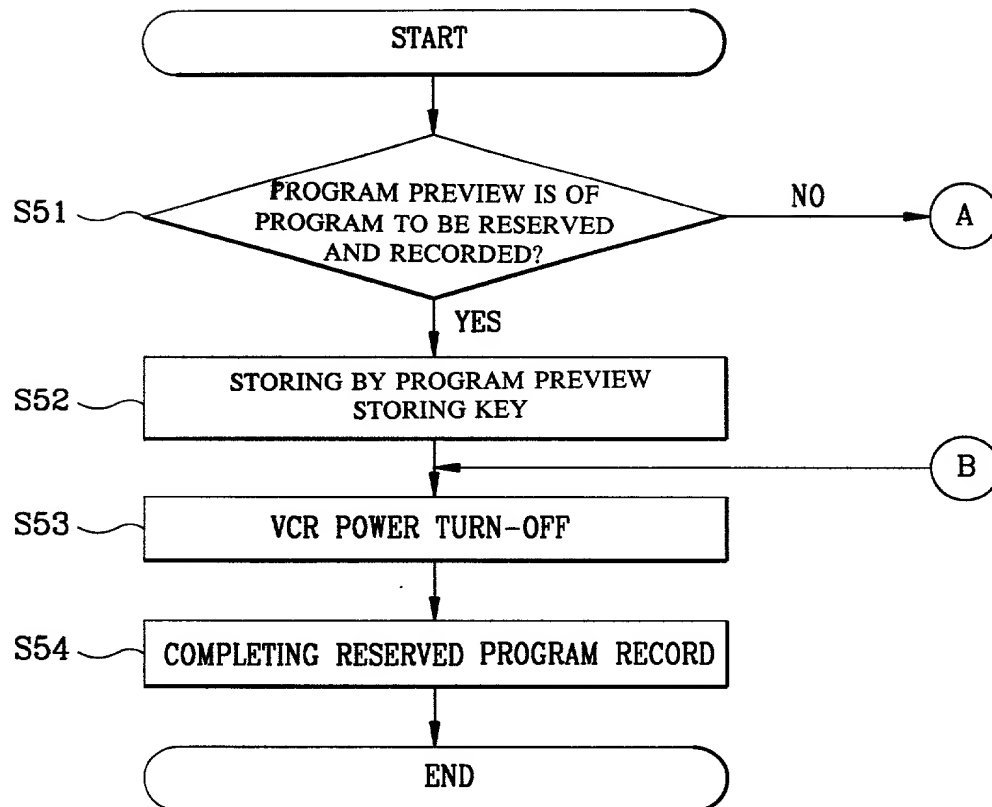 START
PROGRAM PREVIEW IS OF
PROGRAM TO BE RESERVED
AND RECORDED?
S51
NO
A
YES
STORING BY PROGRAM PREVIEW
STORING KEY
S52
B
S53
VCR POWER TURN-OFF
S54
COMPLETING RESERVED PROGRAM RECORD
END